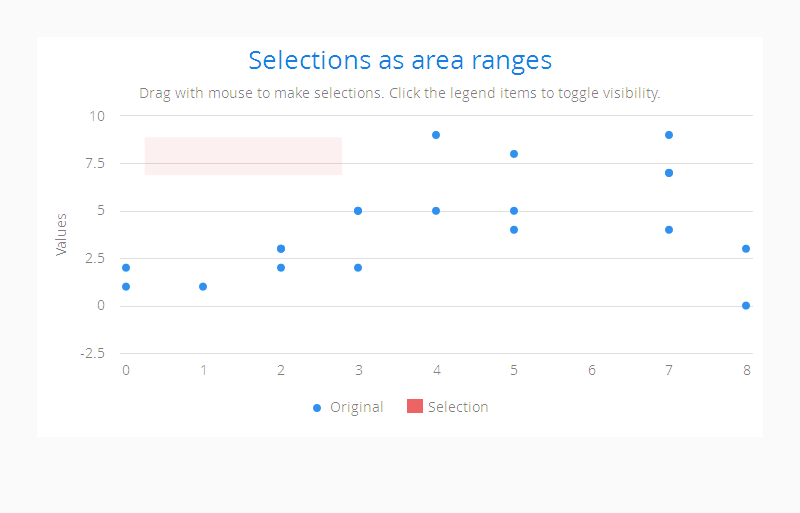 Selections as area ranges
Drag with mouse to make selections. Click the legend items to toggle visibility.
10
7.5
5
2.5
0
-2.5
Values
0 1 2 3 4 5 6 7 8
Original Selection